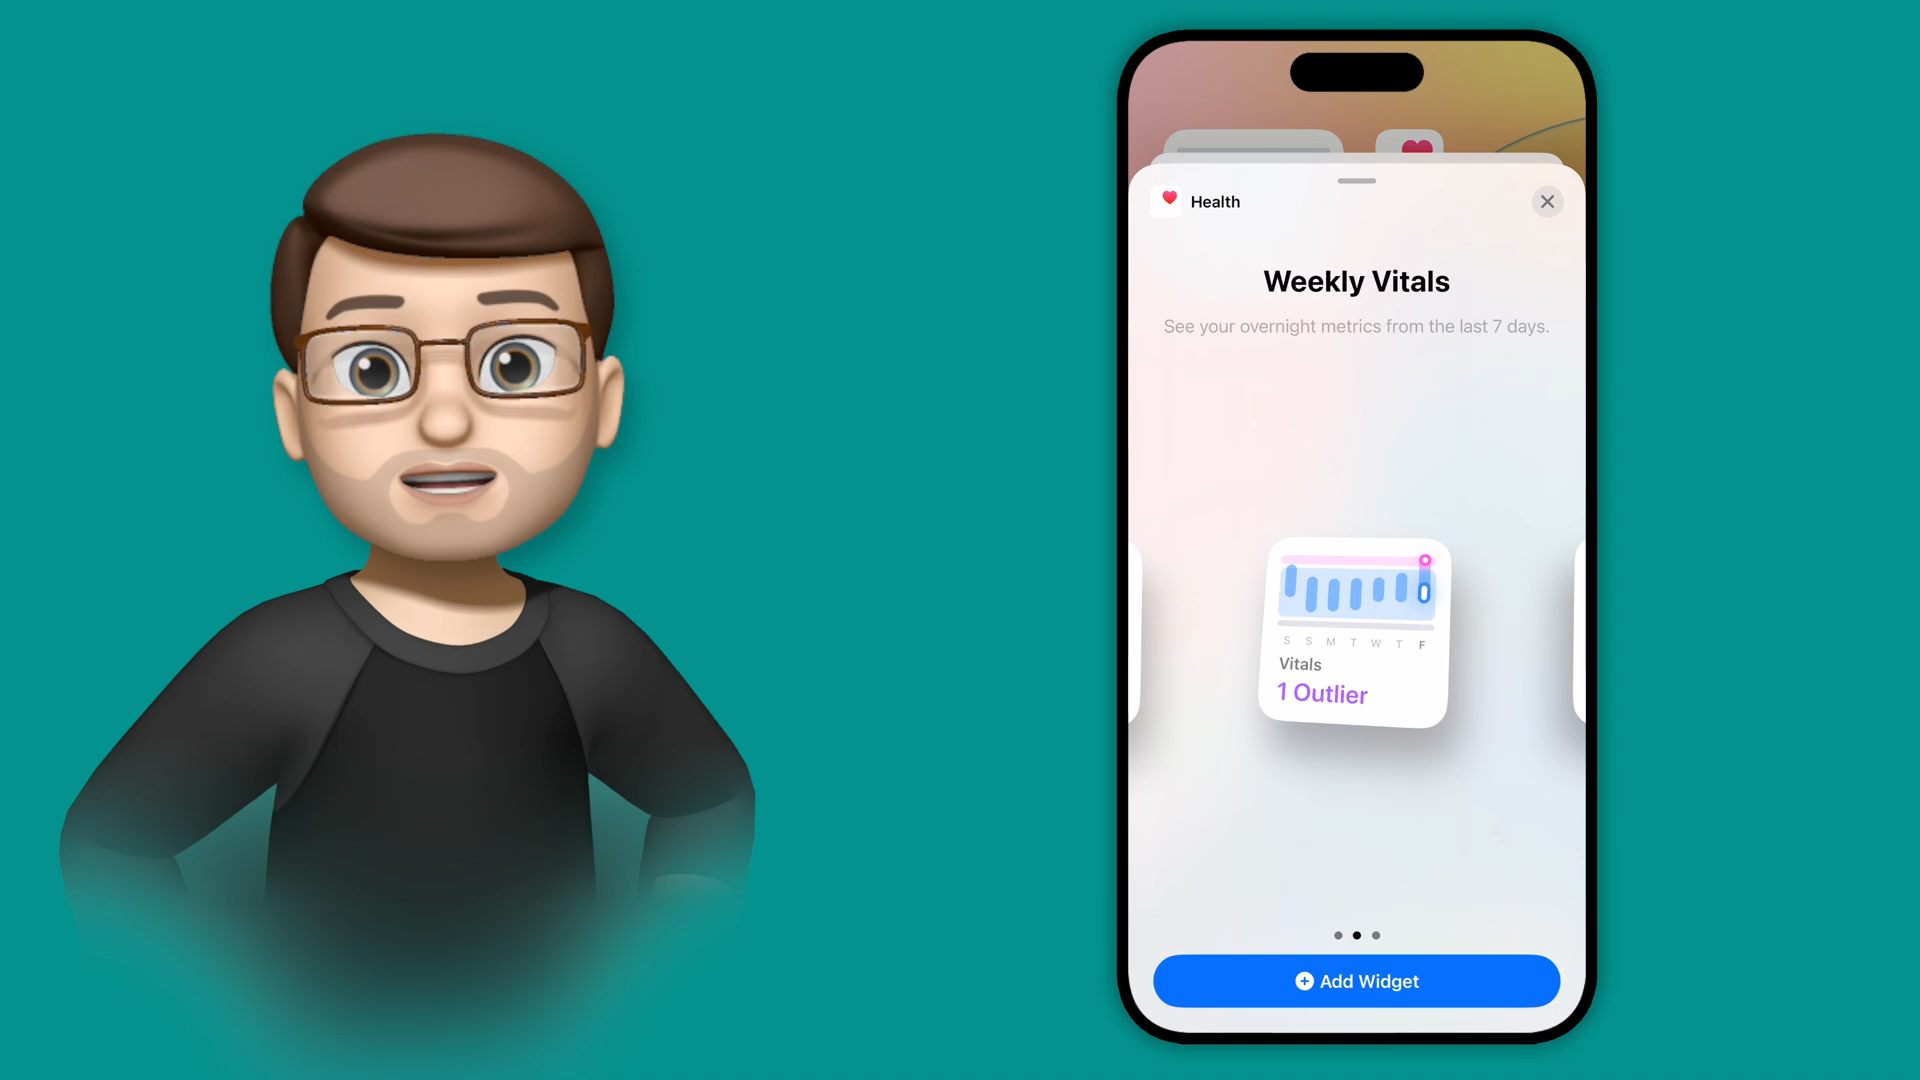 Health
Weekly Vitals
See your overnight metrics from the last 7 days.
S S M T W T F
Vitals
1 Outlier
Add Widget